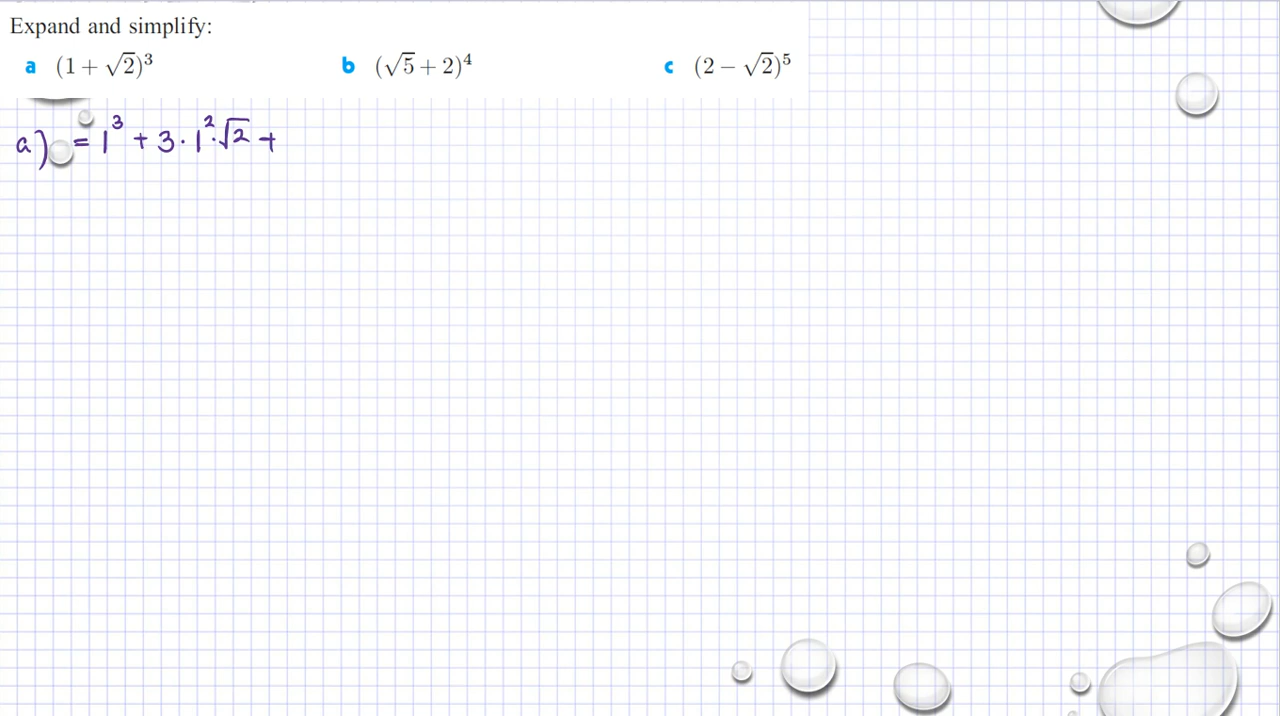 Expand and simplify:
a (1 + √2)³ b (√5 + 2)⁴ c (2 − √2)⁵
a) = 1³ + 3 · 1² · √2 +